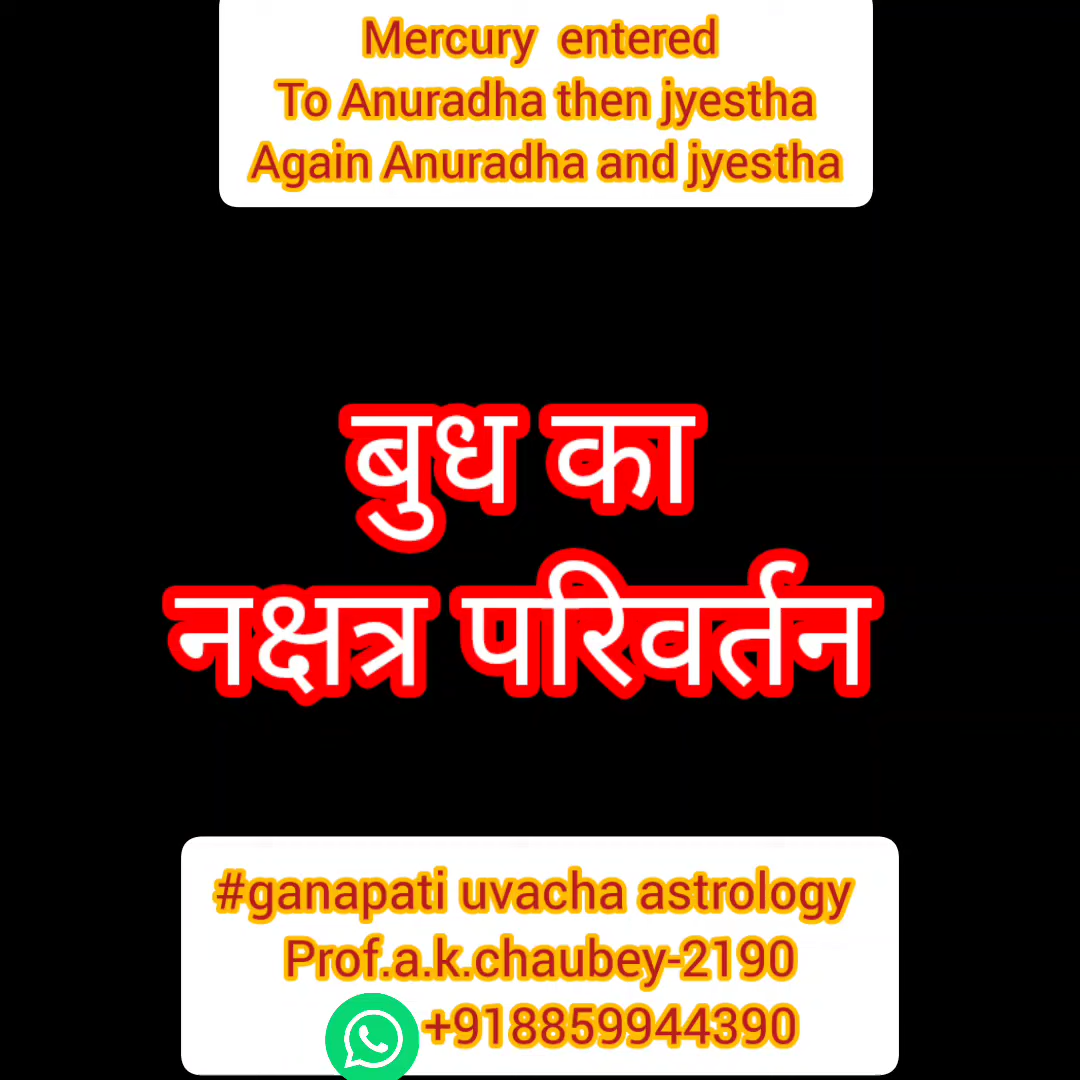 Mercury entered
To Anuradha then jyestha
Again Anuradha and jyestha
बुध का
नक्षत्र परिवर्तन
#ganapati uvacha astrology
Prof.a.k.chaubey-2190
+918859944390